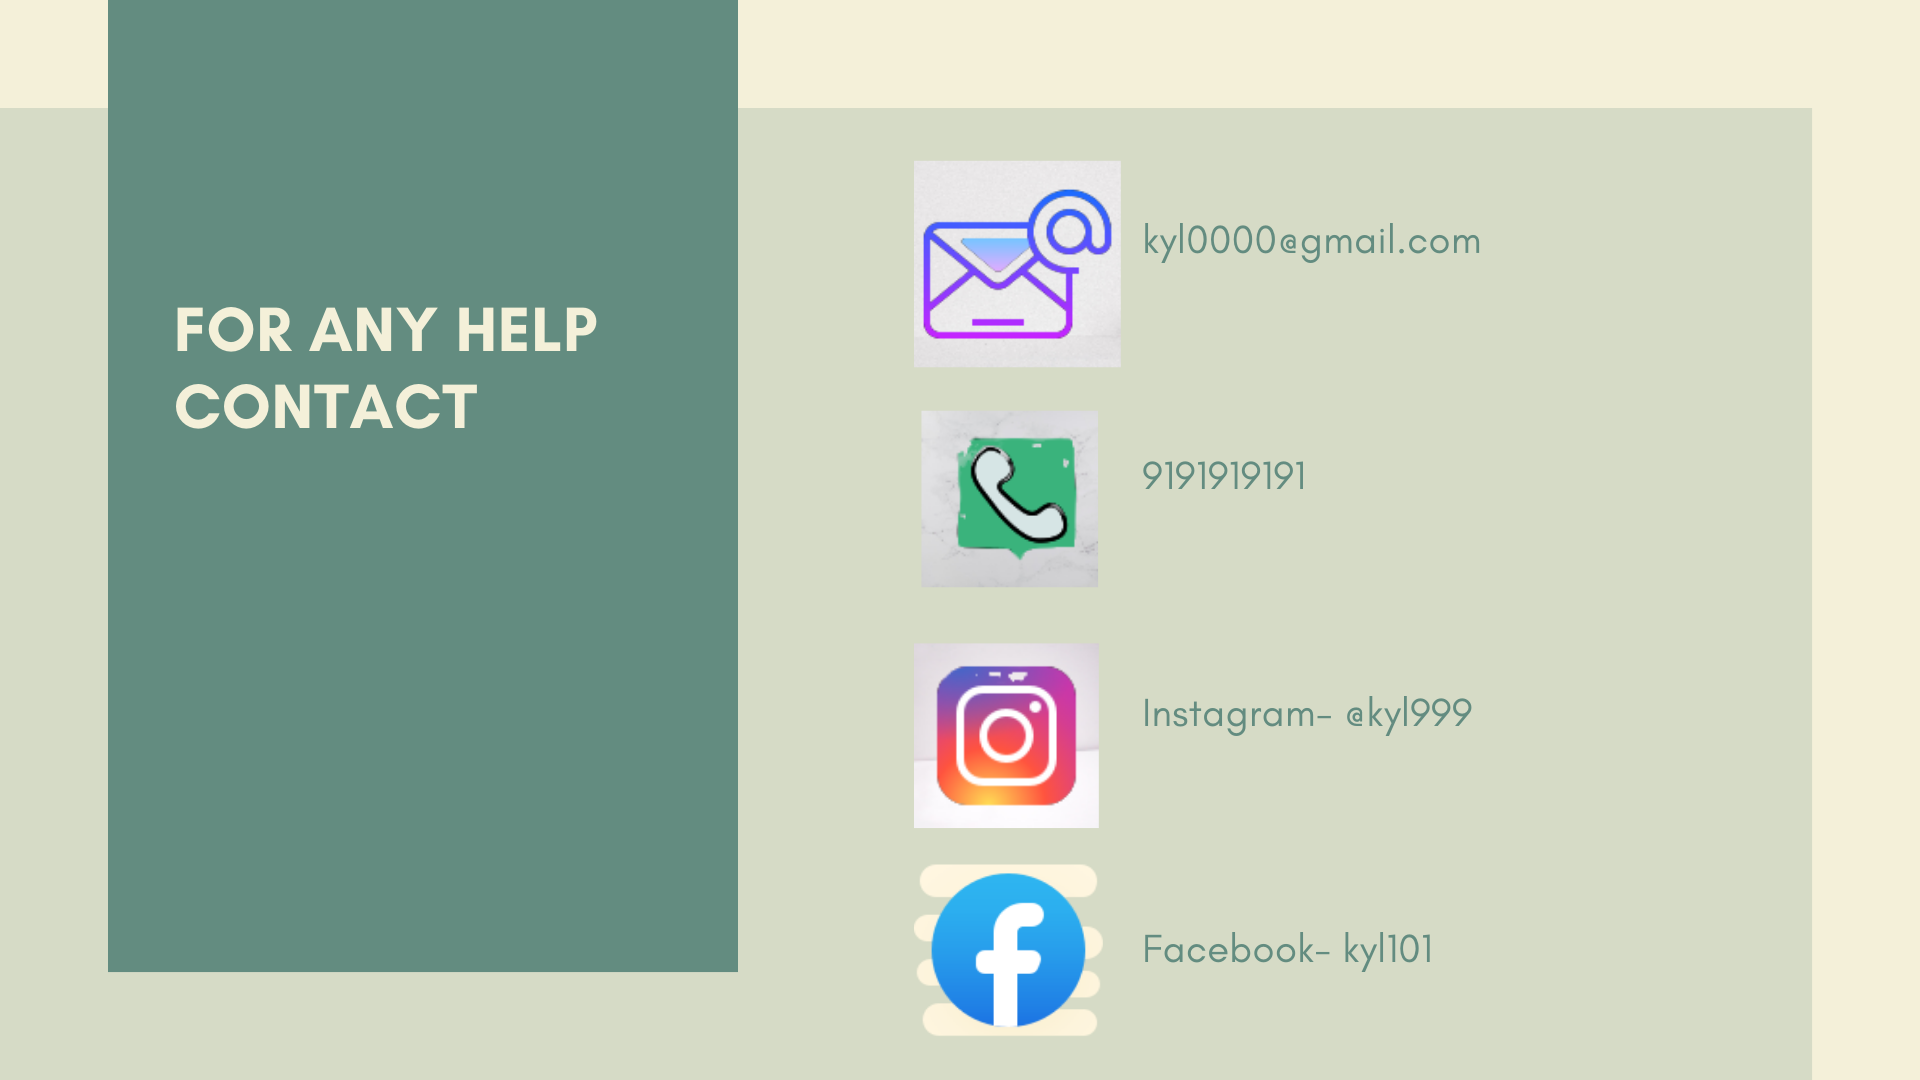 FOR ANY HELP
CONTACT
kyl0000@gmail.com
9191919191
Instagram- @kyl999
Facebook- kyl101